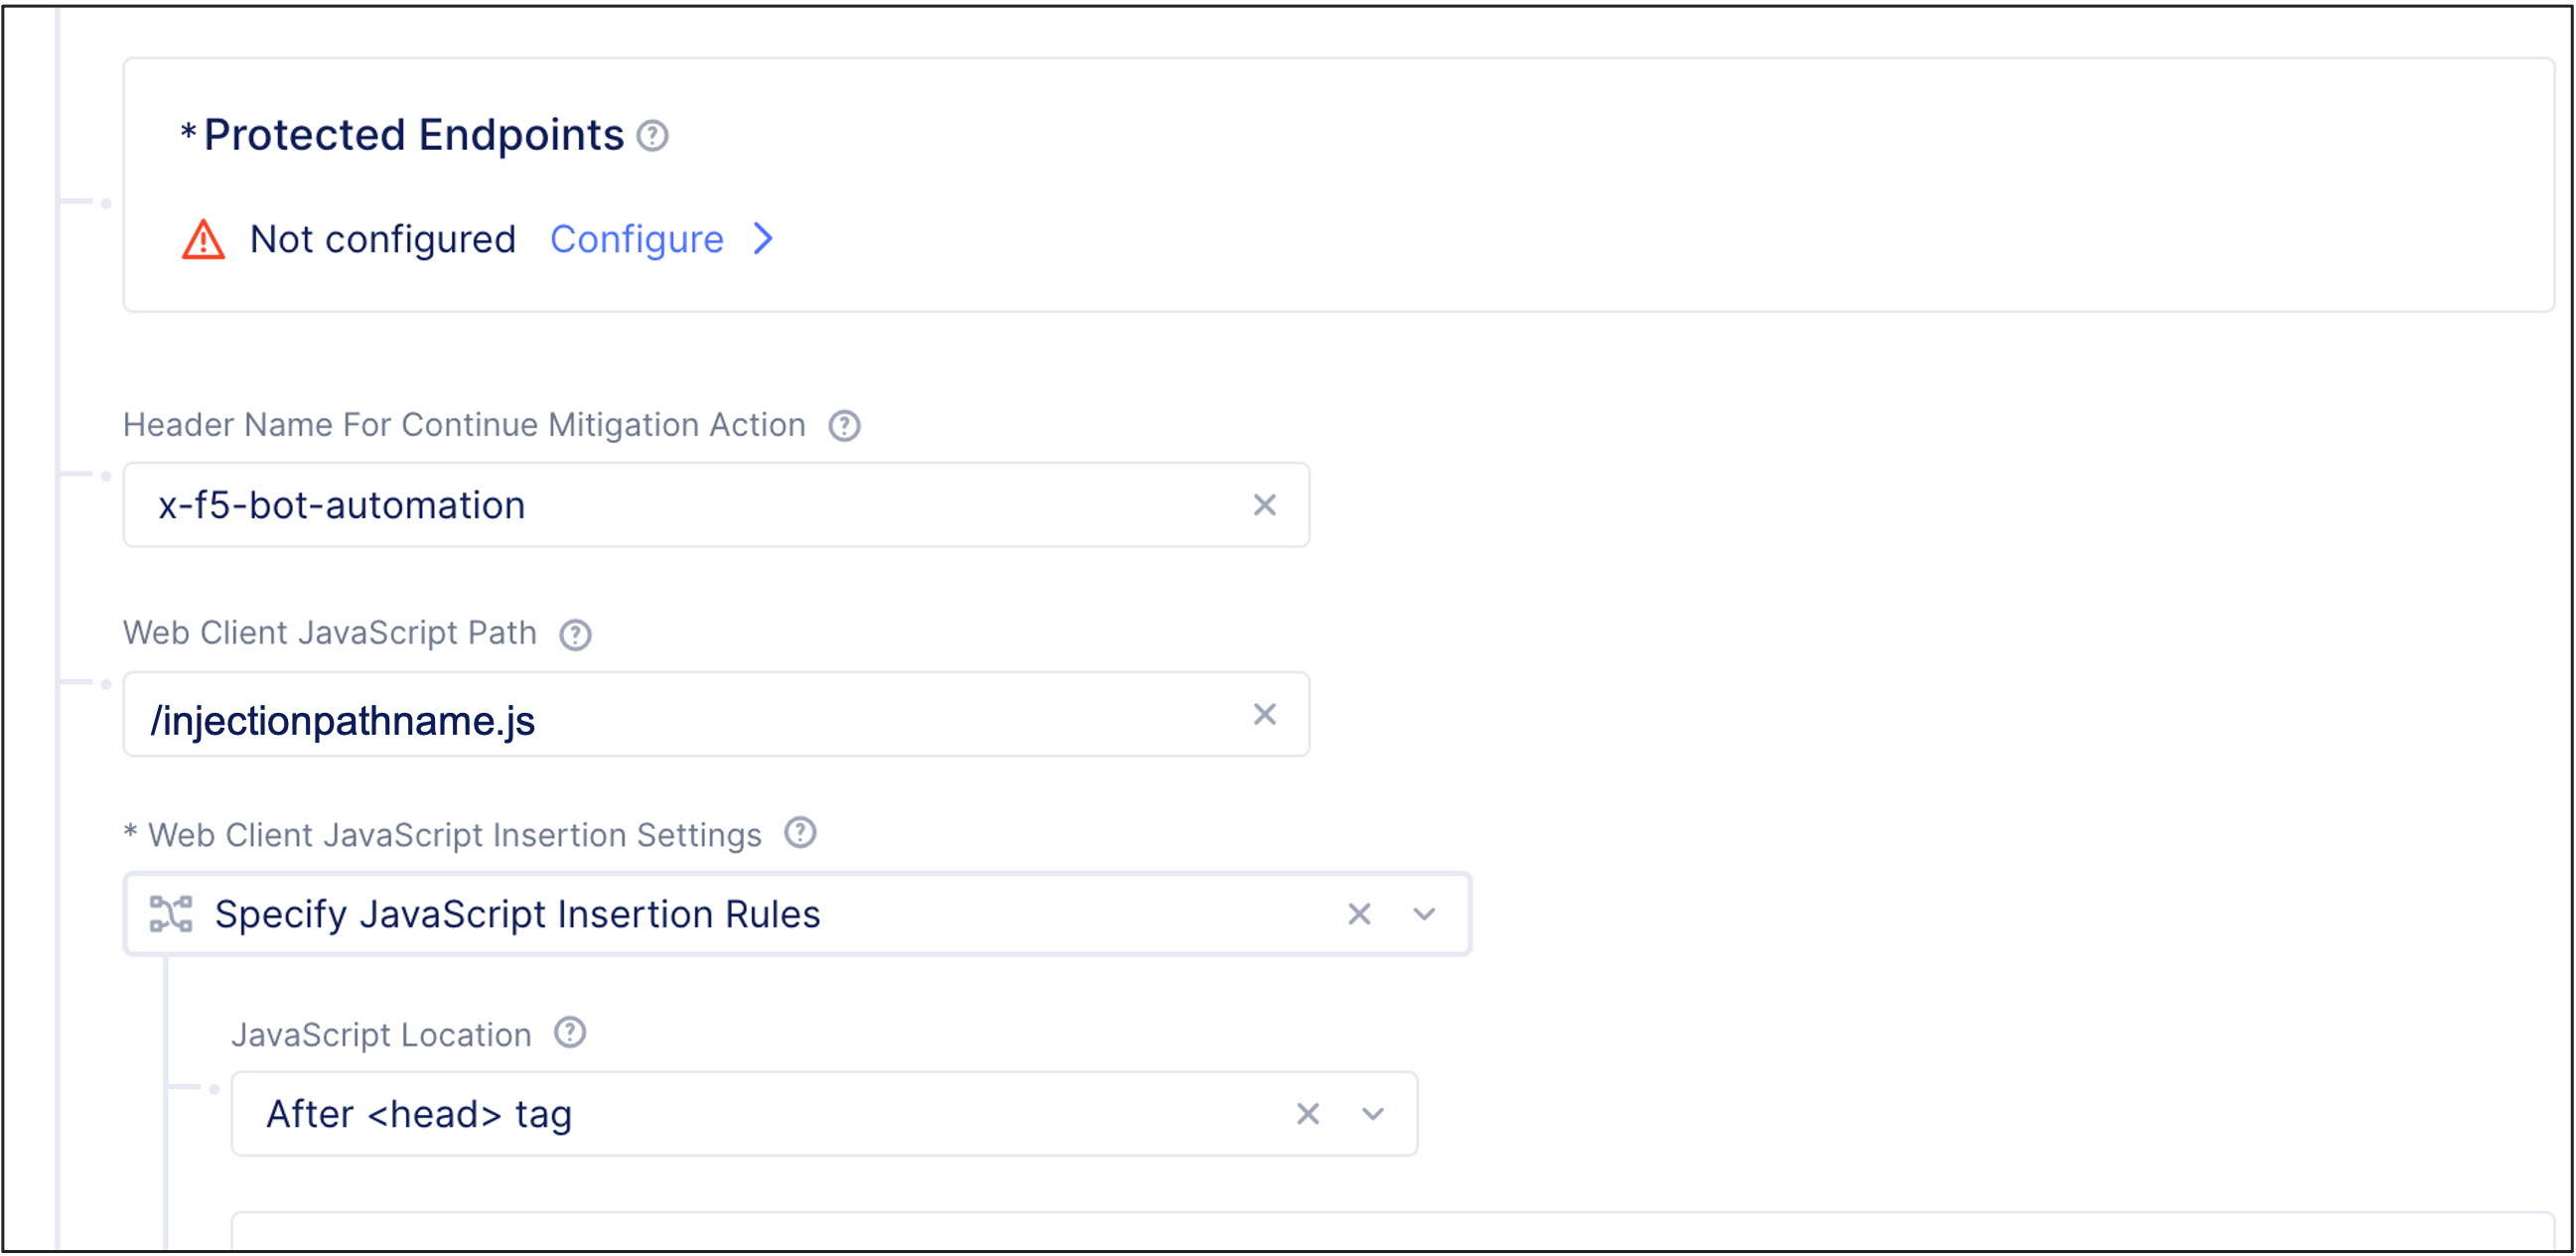 * Protected Endpoints
Not configured Configure
Header Name For Continue Mitigation Action
x-f5-bot-automation
Web Client JavaScript Path
/injectionpathname.js
* Web Client JavaScript Insertion Settings
Specify JavaScript Insertion Rules
JavaScript Location
After <head> tag